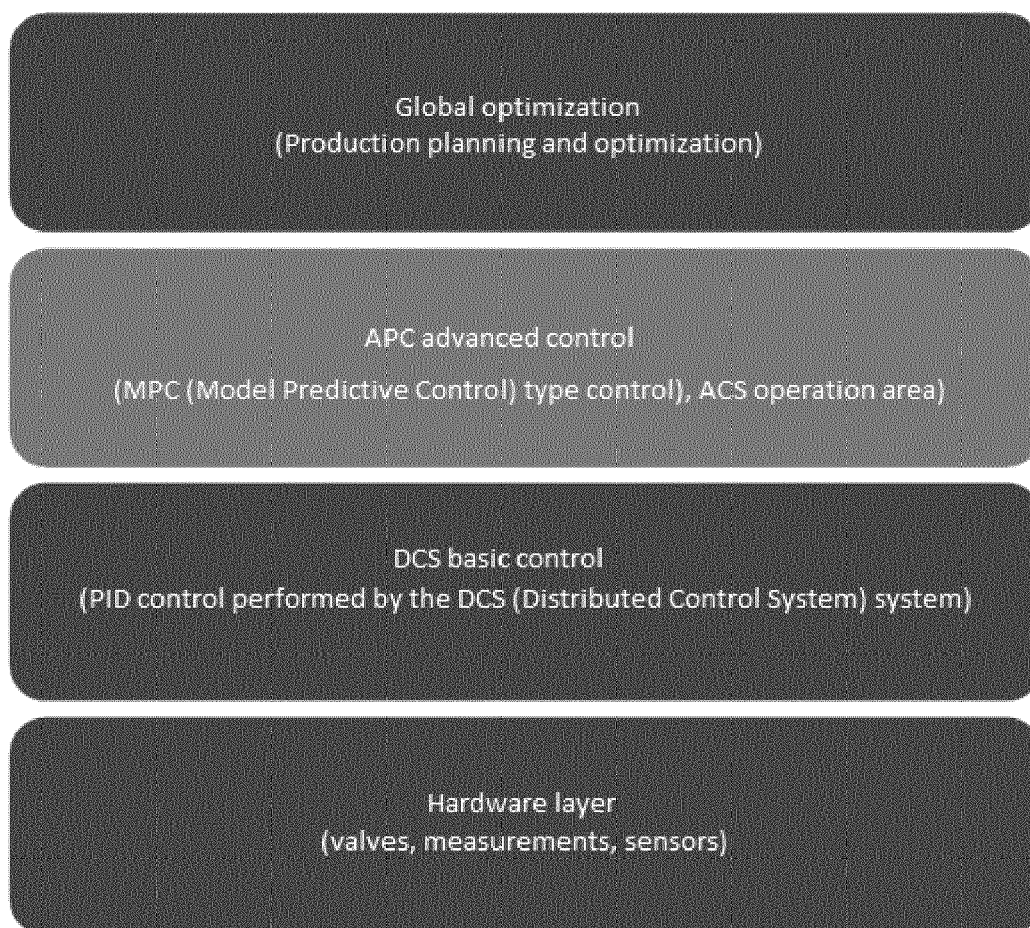 Global optimization
(Production planning and optimization)
APC advanced control
(MPC (Model Predictive Control) type control), ACS operation area)
DCS basic control
(PID control performed by the DCS (Distributed Control System) system)
Hardware layer
(valves, measurements, sensors)